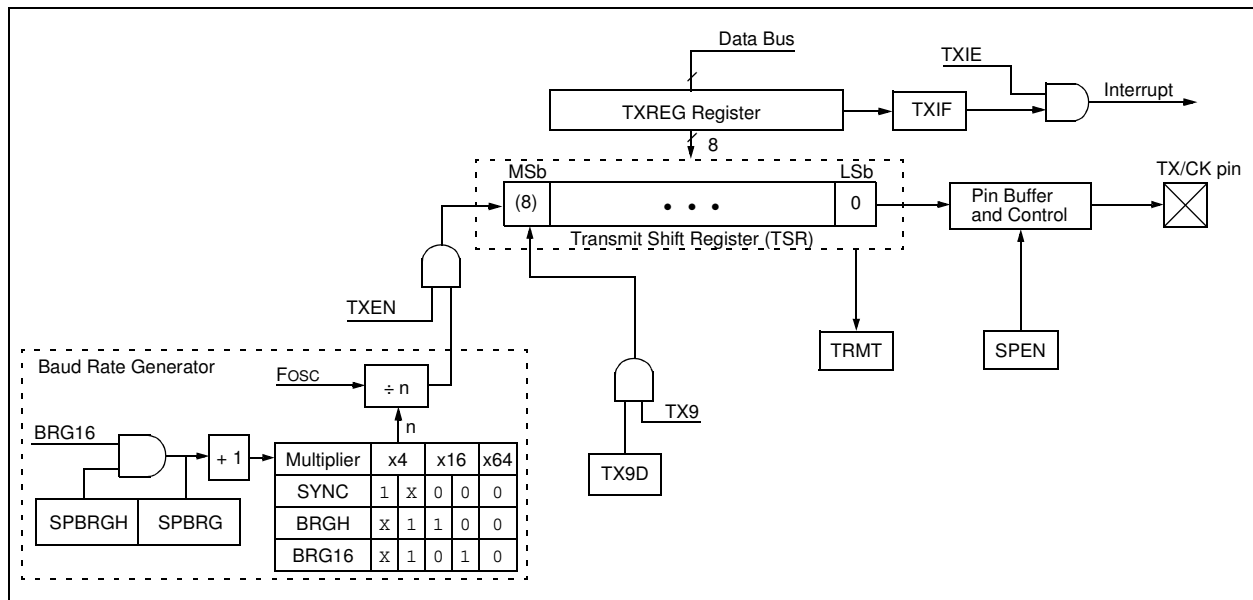 Data Bus
TXIE
Interrupt
TXREG Register
TXIF
8
MSb
LSb
TX/CK pin
(8)
• • •
0
Pin Buffer
and Control
Transmit Shift Register (TSR)
TXEN
TRMT
SPEN
Baud Rate Generator
FOSC
÷ n
TX9
n
BRG16
+ 1
Multiplier x4 x16 x64
TX9D
SYNC 1 X 0 0 0
SPBRGH SPBRG
BRGH X 1 1 0 0
BRG16 X 1 0 1 0